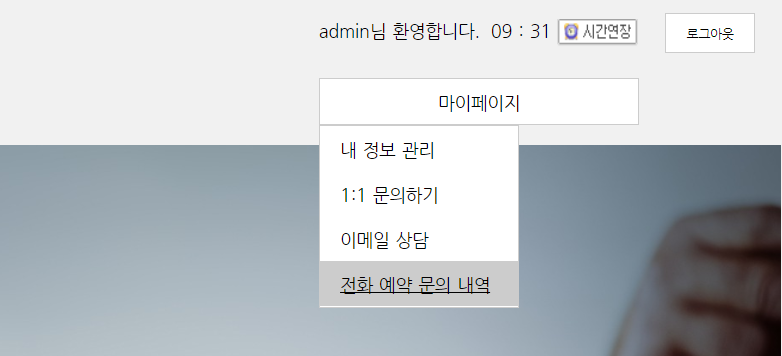 admin님 환영합니다. 09 : 31 시간연장 로그아웃
마이페이지
내 정보 관리
1:1 문의하기
이메일 상담
전화 예약 문의 내역